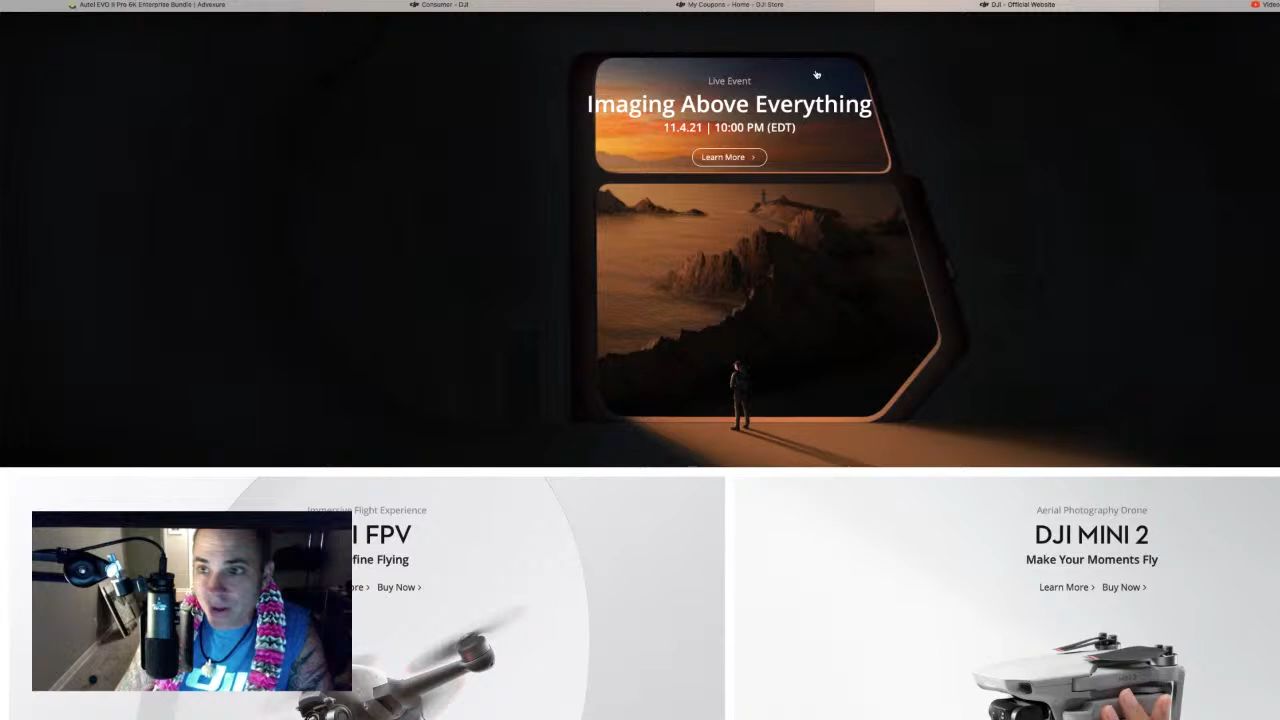 Autel EVO II Pro 6K Enterprise Bundle | Advexure
Consumer - DJI
My Coupons - Home - DJI Store
DJI - Official Website
Video
Live Event
Imaging Above Everything
11.4.21 | 10:00 PM (EDT)
Learn More >
Immersive Flight Experience
I FPV
fine Flying
ore > Buy Now >
Aerial Photography Drone
DJI MINI 2
Make Your Moments Fly
Learn More > Buy Now >